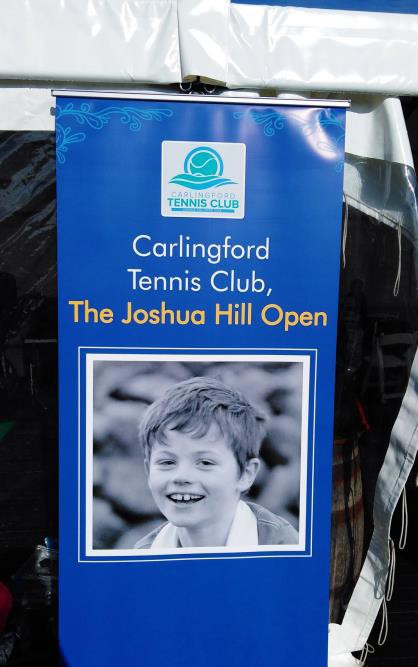 CARLINGFORD
TENNIS CLUB
Carlingford
Tennis Club,
The Joshua Hill Open